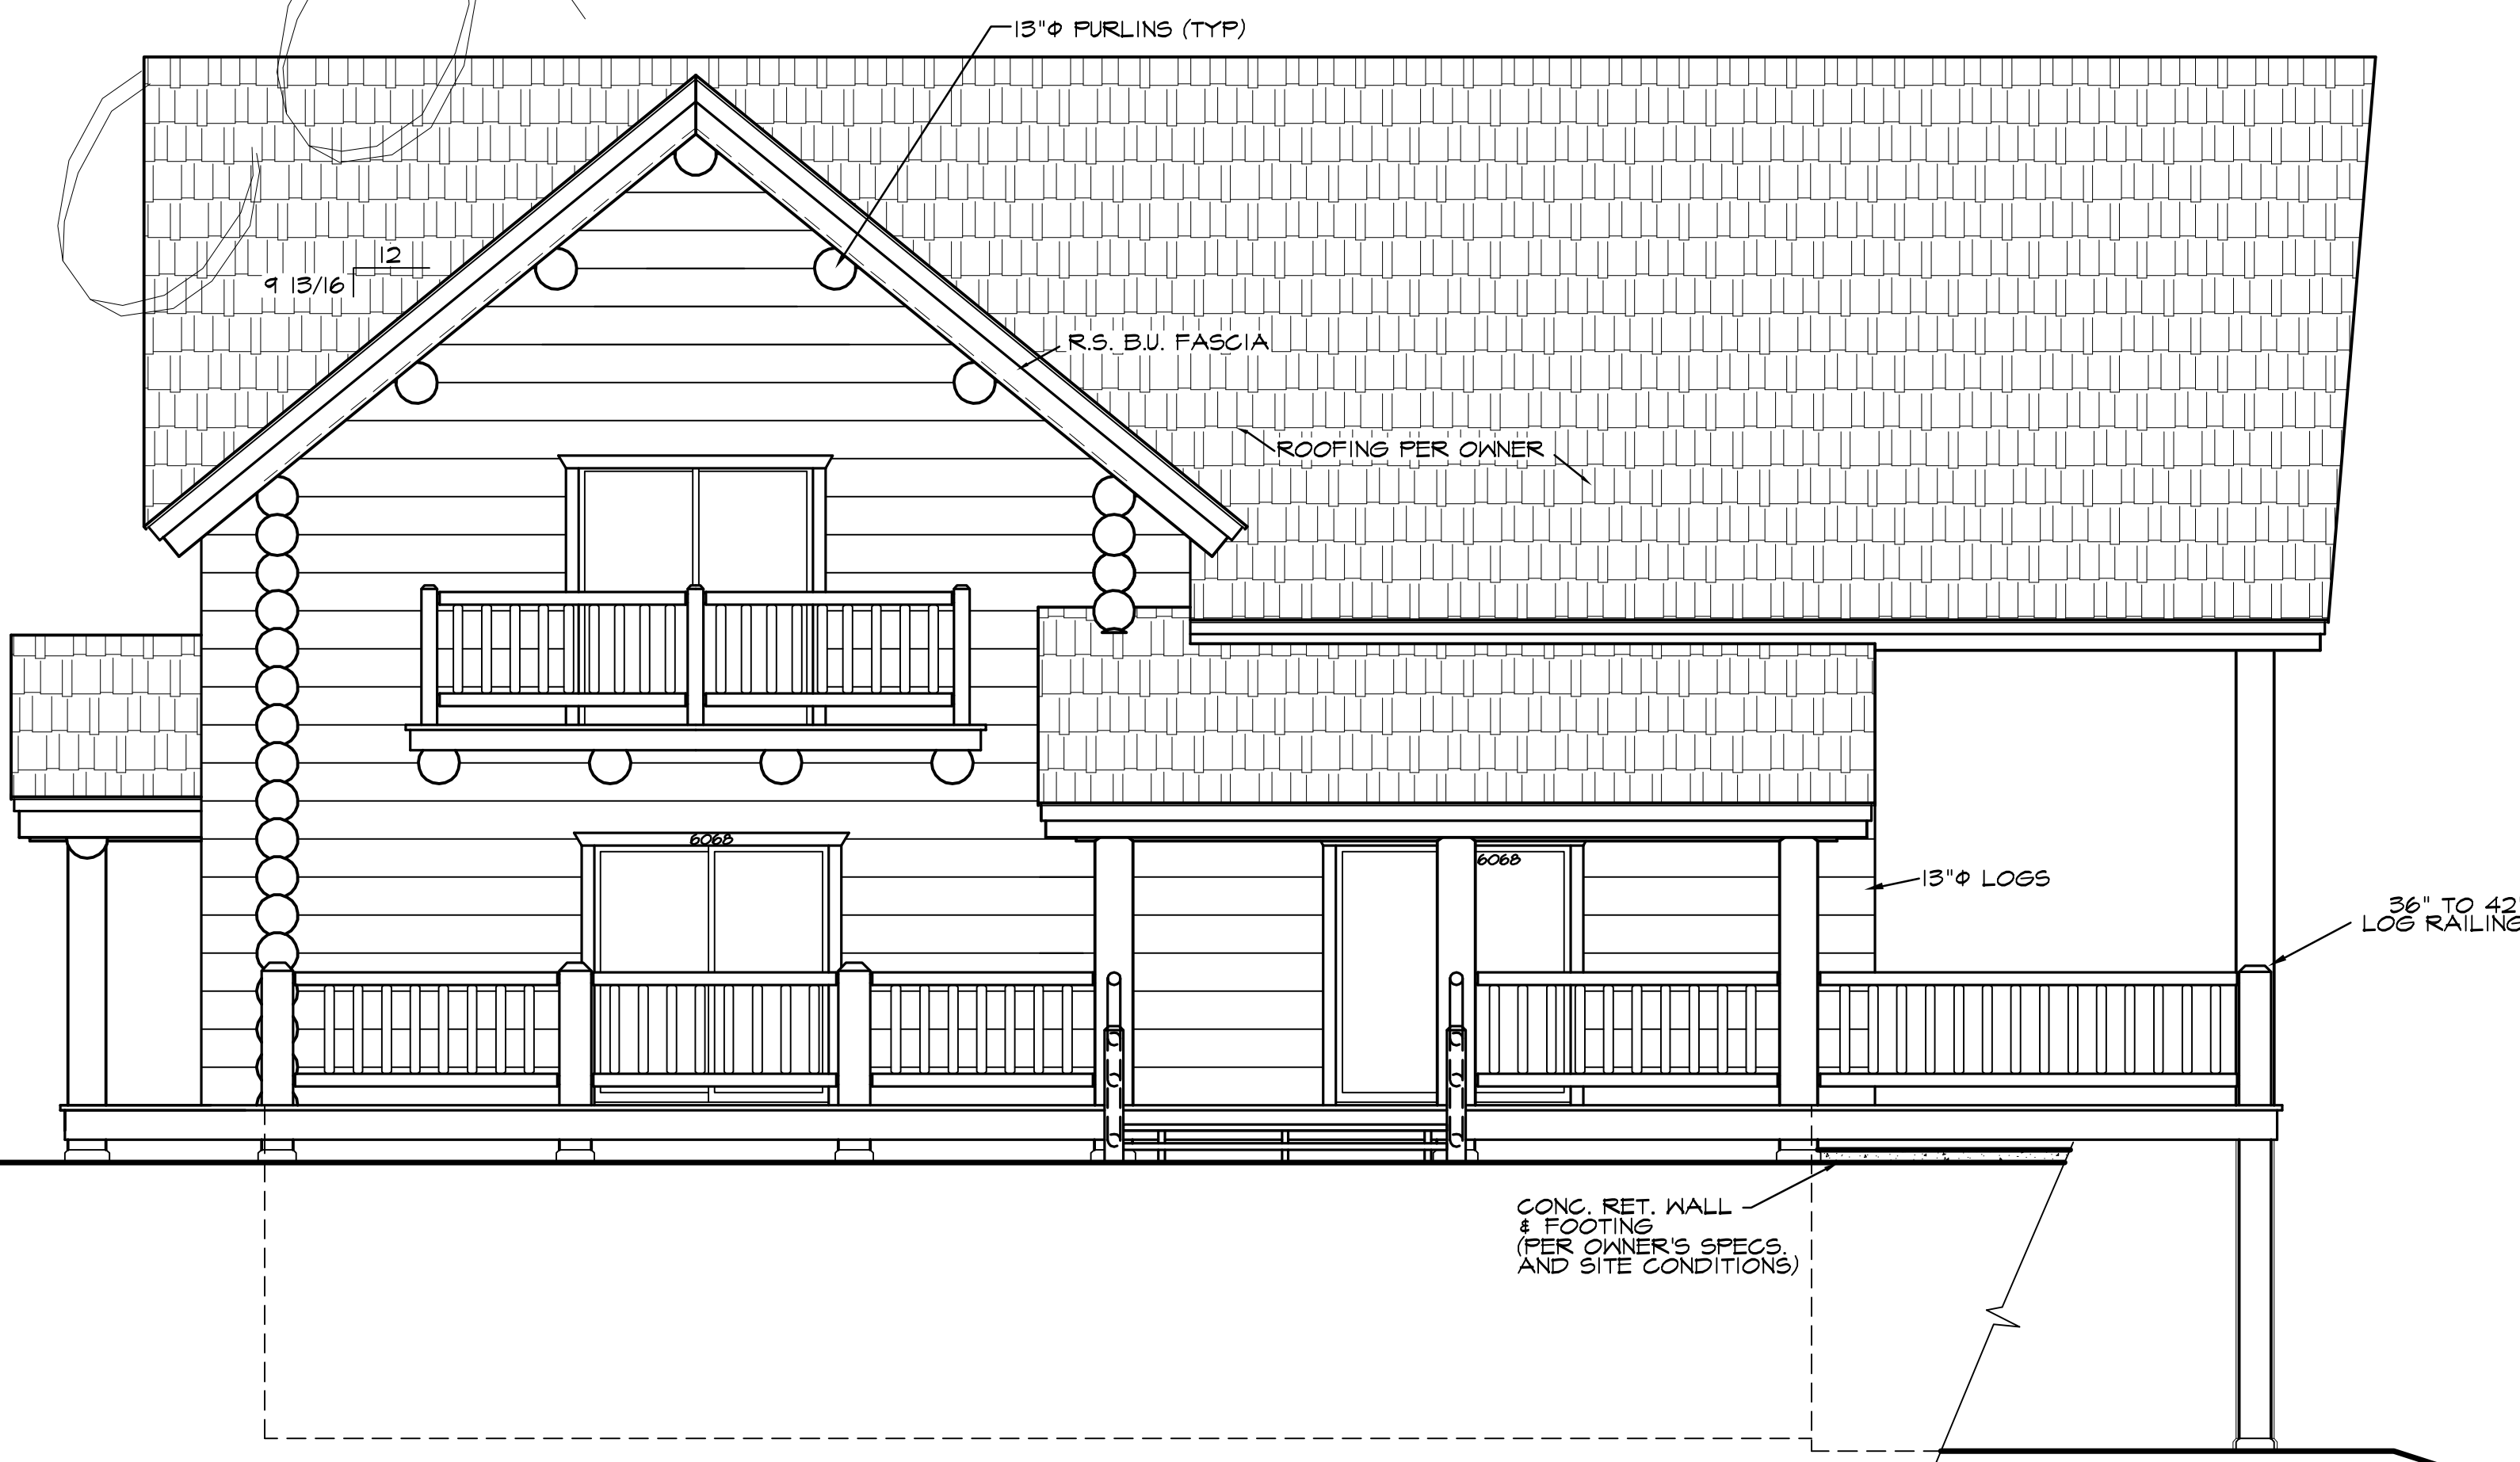 13"Φ PURLINS (TYP)
12
9 13/16
R.S. B.U. FASCIA
ROOFING PER OWNER
6068
6068
13"Φ LOGS
36" TO 42"
LOG RAILING
CONC. RET. WALL
& FOOTING
(PER OWNER'S SPECS.
AND SITE CONDITIONS)